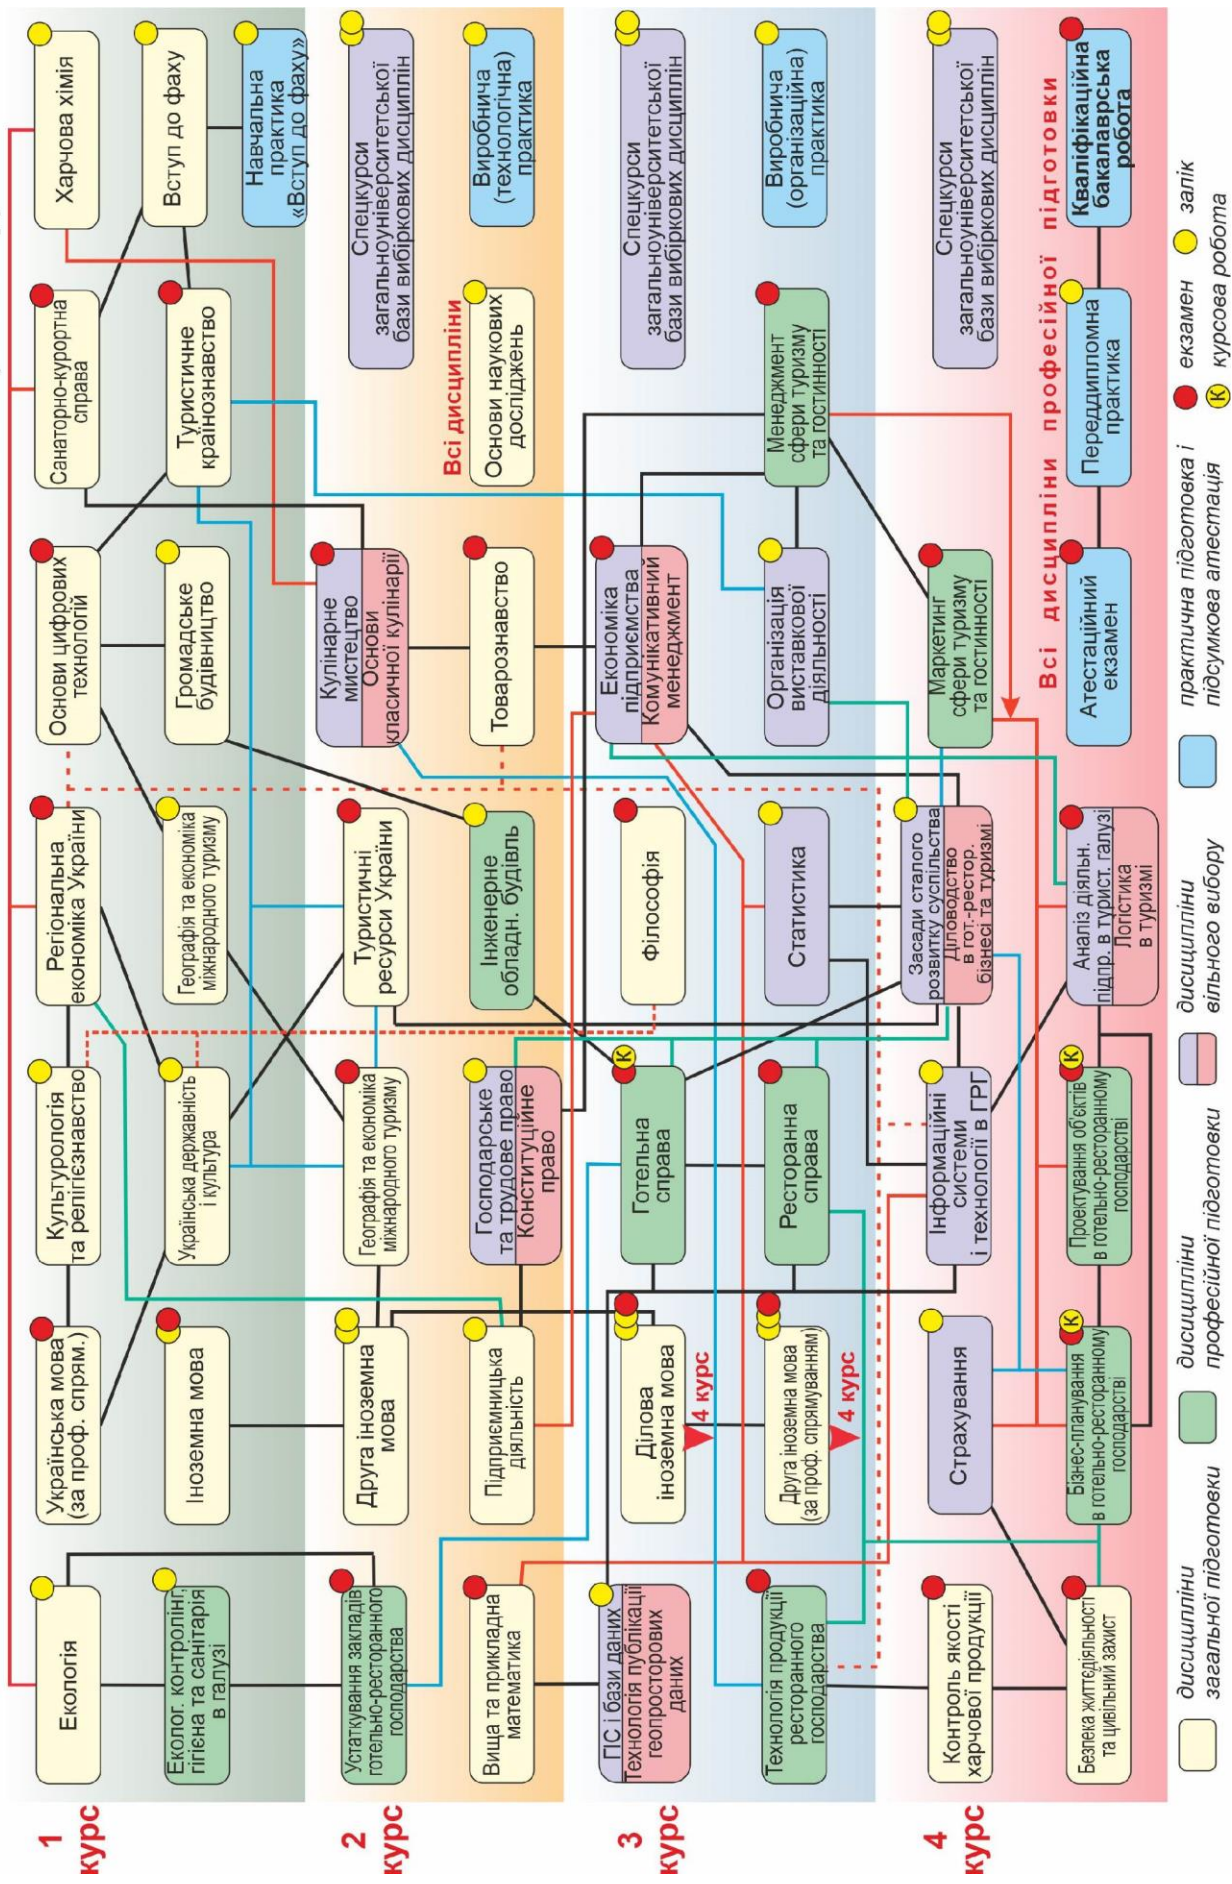 1
курс
Екологія
Українська мова
(за проф. спрям.)
Культурологія
та релігієзнавство
Регіональна
економіка України
Основи цифрових
технологій
Санаторно-курортна
справа
Харчова хімія
Еколог. контролінг,
гігієна та санітарія
в галузі
Іноземна мова
Українська державність
і культура
Географія та економіка
міжнародного туризму
Громадське
будівництво
Туристичне
країнознавство
Вступ до фаху
Навчальна
практика
«Вступ до фаху»
2
курс
Устаткування закладів
готельно-ресторанного
господарства
Друга іноземна
мова
Географія та економіка
міжнародного туризму
Туристичні
ресурси України
Кулінарне
мистецтво
Основи
класичної кулінарії
Спецкурси
загальноуніверситетської
бази вибіркових дисциплін
Вища та прикладна
математика
Підприємницька
діяльність
Господарське
та трудове право
Конституційне
право
Інженерне
обладн. будівль
Товарознавство
Всі дисципліни
Основи наукових
досліджень
Виробнича
(технологічна)
практика
3
курс
ГІС і бази даних
Технологія публікації
геопросторових
даних
Ділова
іноземна мова
4 курс
Готельна
справа
Філософія
Економіка
підприємства
Комунікативний
менеджмент
Спецкурси
загальноуніверситетської
бази вибіркових дисциплін
Технологія продукції
ресторанного
господарства
Друга іноземна мова
(за проф. спрямуванням)
4 курс
Ресторанна
справа
Статистика
Організація
виставкової
діяльності
Менеджмент
сфери туризму
та гостинності
Виробнича
(організаційна)
практика
4
курс
Контроль якості
харчової продукції
Страхування
Інформаційні
системи
і технології в ГРГ
Засади сталого
розвитку суспільства
Діловодство
в гот.-рестор.
бізнесі та туризмі
Маркетинг
сфери туризму
та гостинності
Спецкурси
загальноуніверситетської
бази вибіркових дисциплін
Всі дисципліни професійної підготовки
Безпека життєдіяльності
та цивільний захист
Бізнес-планування
в готельно-ресторанному
господарстві
Проектування об'єктів
в готельно-ресторанному
господарстві
Аналіз діяльн.
підпр. в турист. галузі
Логістика
в туризмі
Атестаційний
екзамен
Переддипломна
практика
Кваліфікаційна
бакалаврська
робота
К
К
К
дисципліни
загальної підготовки
дисципліни
професійної підготовки
дисципліни
вільного вибору
практична підготовка і
підсумкова атестація
екзамен
залік
К
курсова робота